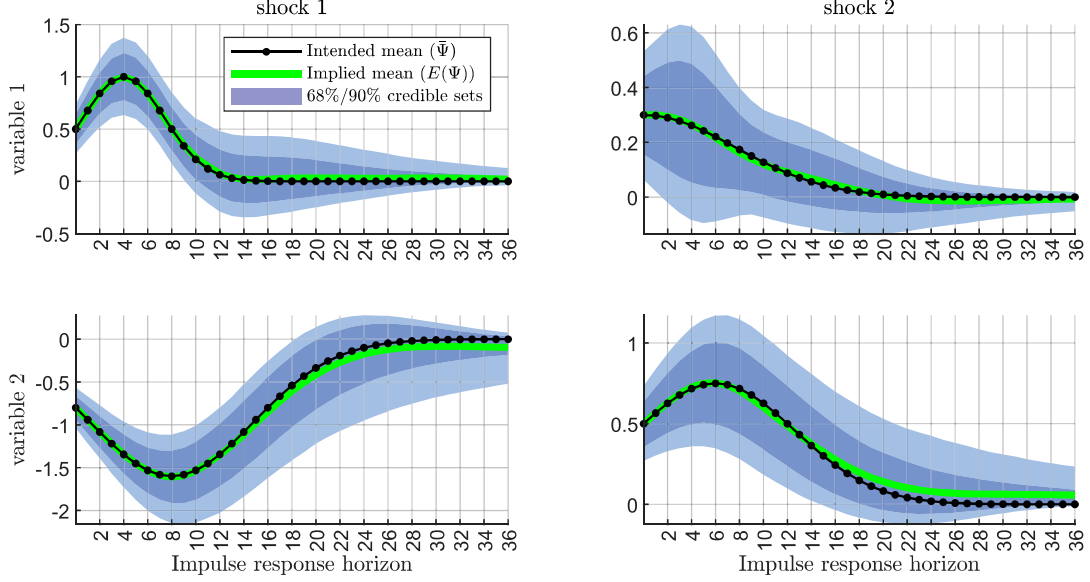 shock 1
shock 2
variable 1
1.5
1
0.5
0
-0.5
Intended mean (Ψ̄)
Implied mean (E(Ψ))
68%/90% credible sets
2 4 6 8 10 12 14 16 18 20 22 24 26 28 30 32 34 36
0.6
0.4
0.2
0
2 4 6 8 10 12 14 16 18 20 22 24 26 28 30 32 34 36
variable 2
0
-0.5
-1
-1.5
-2
2 4 6 8 10 12 14 16 18 20 22 24 26 28 30 32 34 36
Impulse response horizon
1
0.5
0
2 4 6 8 10 12 14 16 18 20 22 24 26 28 30 32 34 36
Impulse response horizon